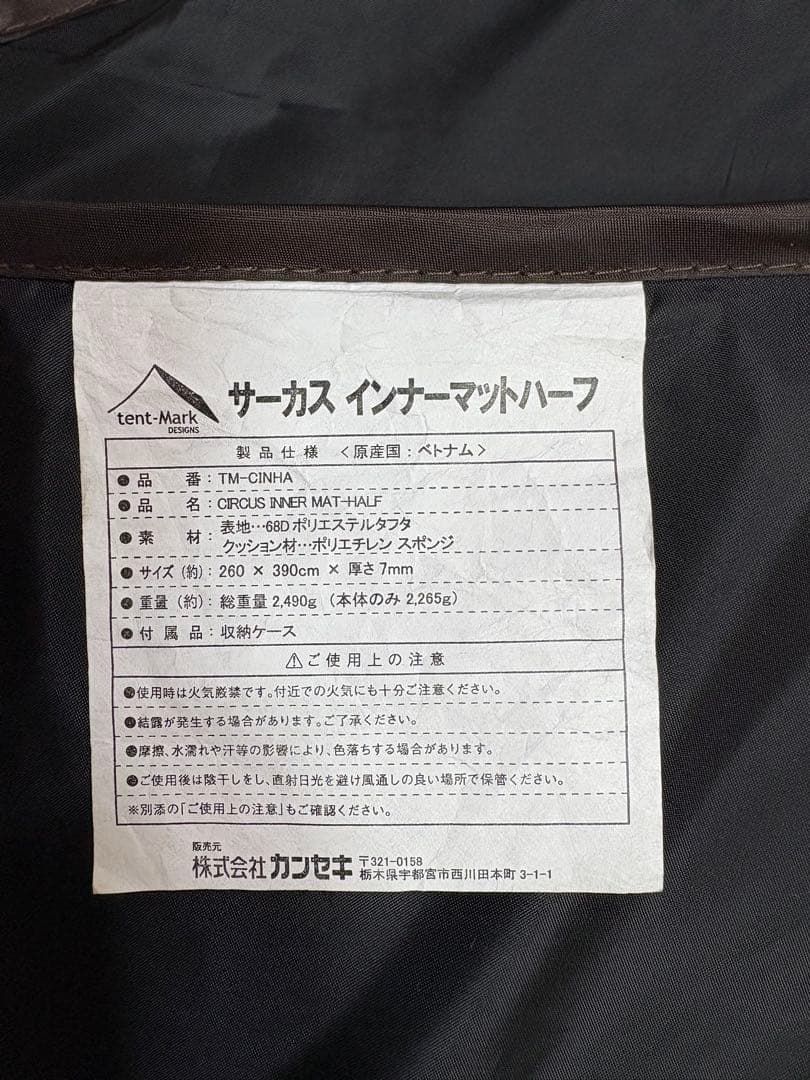 tent-Mark
DESIGNS
サーカス インナーマットハーフ
製品仕様 〈原産国：ベトナム〉
●品 番：TM-CINHA
●品 名：CIRCUS INNER MAT-HALF
●素 材：表地…68Dポリエステルタフタ
クッション材…ポリエチレン スポンジ
●サイズ（約）：260 × 390cm × 厚さ7mm
●重量（約）：総重量 2,490g （本体のみ 2,265g）
●付属品：収納ケース
⚠ご使用上の注意
●使用時は火気厳禁です。付近での火気にも十分ご注意ください。
●結露が発生する場合があります。ご了承ください。
●摩擦、水濡れや汗等の影響により、色落ちする場合があります。
●ご使用後は陰干しをし、直射日光を避け風通しの良い場所で保管ください。
※別添の「ご使用上の注意」もご確認ください。
販売元
株式会社 カンセキ 〒321-0158
栃木県宇都宮市西川田本町 3-1-1